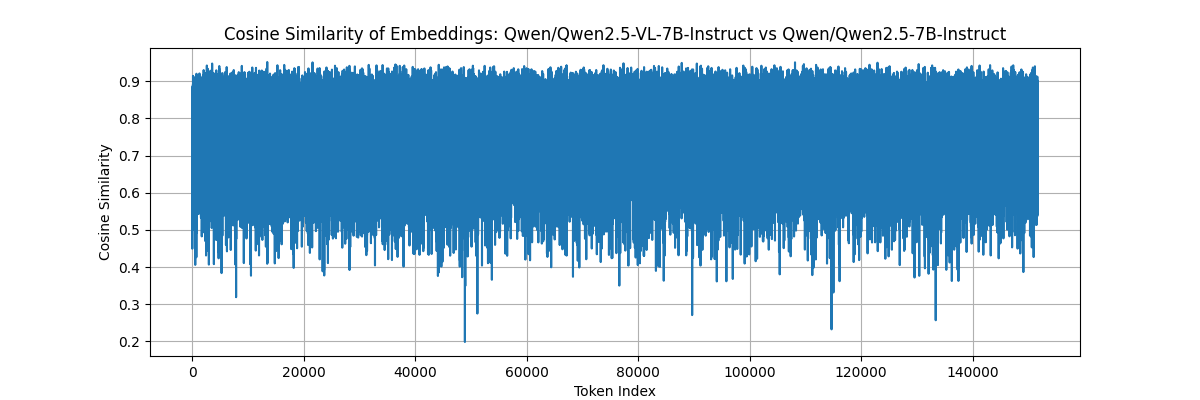 Cosine Similarity of Embeddings: Qwen/Qwen2.5-VL-7B-Instruct vs Qwen/Qwen2.5-7B-Instruct
Cosine Similarity
0.9
0.8
0.7
0.6
0.5
0.4
0.3
0.2
0 20000 40000 60000 80000 100000 120000 140000
Token Index